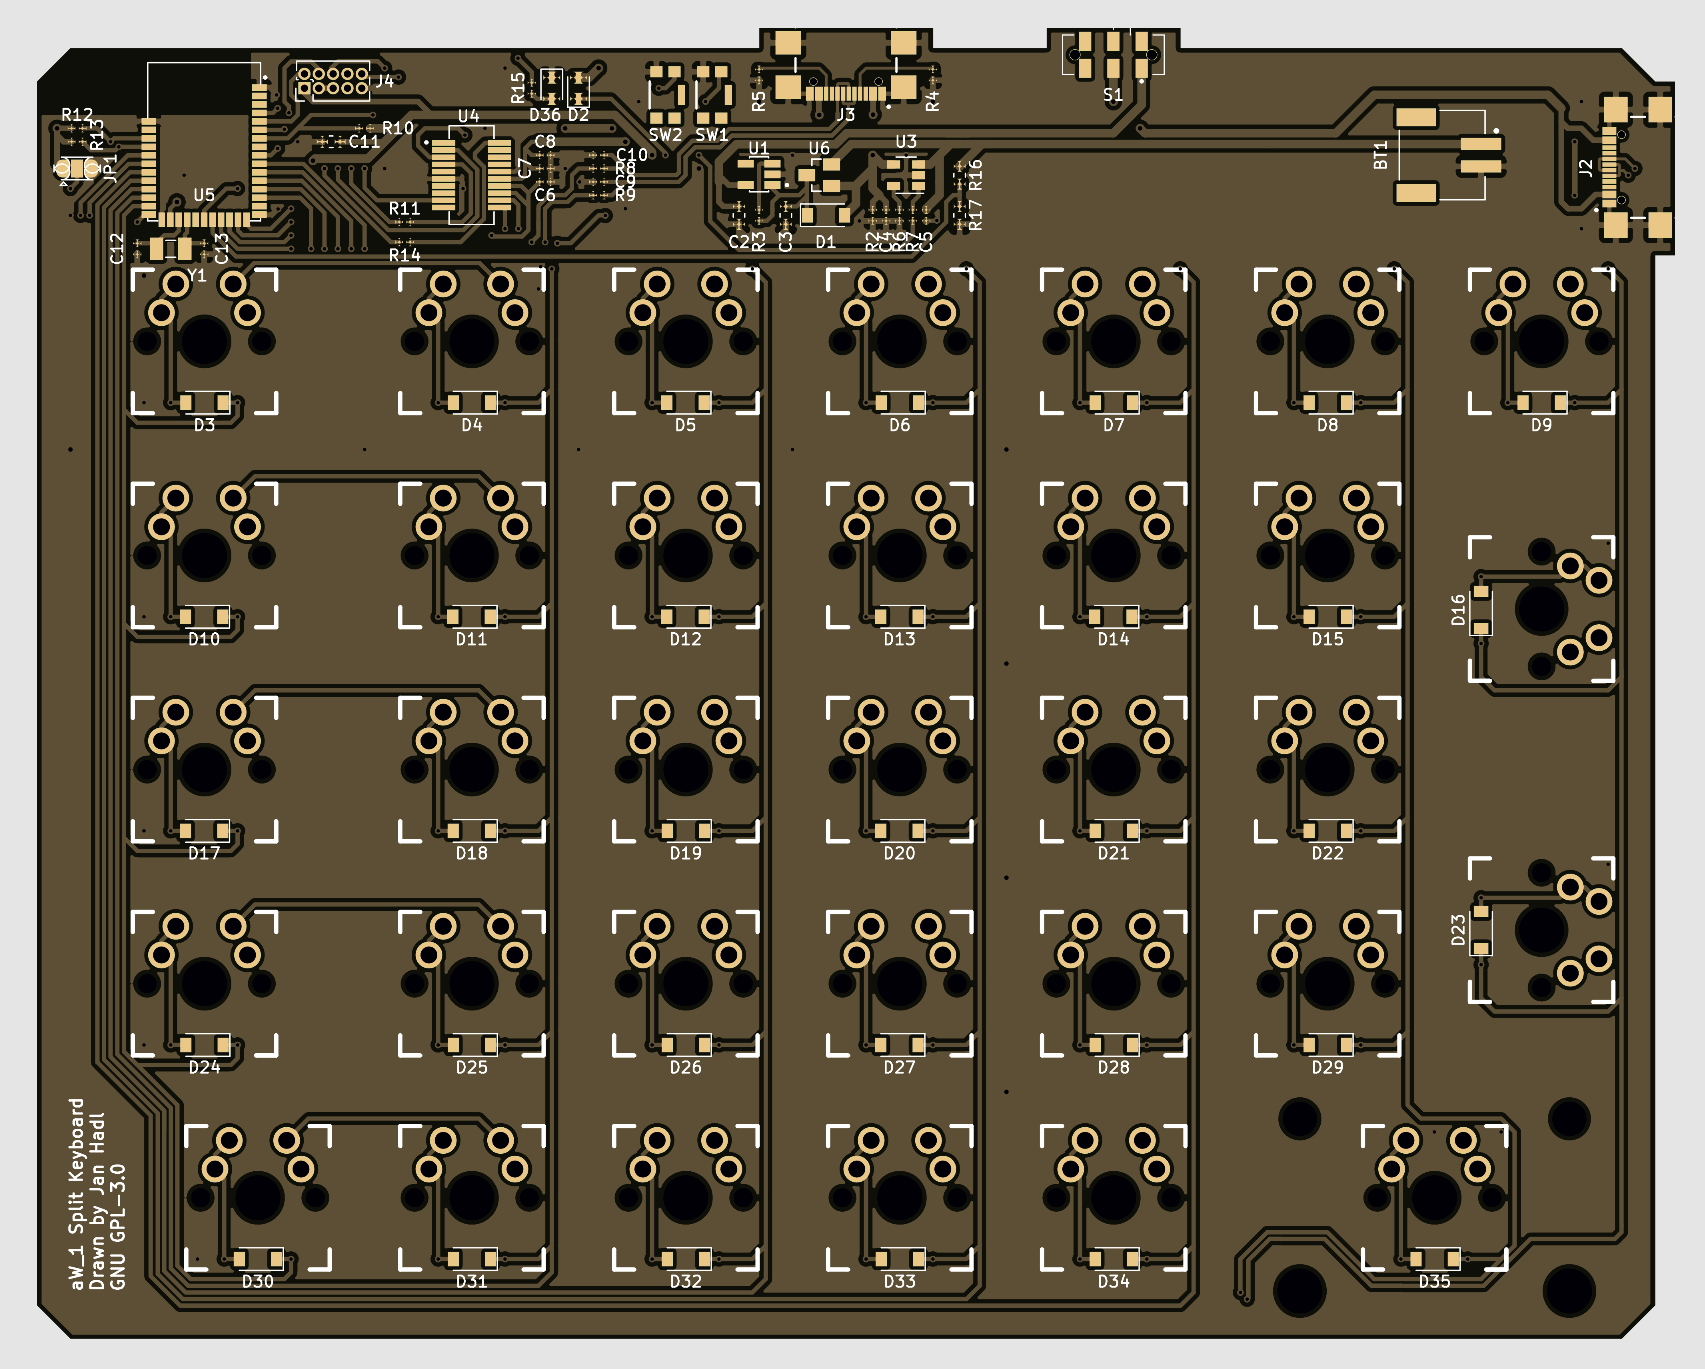 R12
R13
JP1
U5
J4
R10
C11
R11
R14
C12
C13
Y1
U4
R15
D36
D2
C8
C7
C6
C10
R8
C9
R9
SW2
SW1
R5
J3
R4
U1
U6
U3
R16
R17
C2
R3
C3
D1
R2
C4
R6
R7
C5
S1
BT1
J2
D3
D4
D5
D6
D7
D8
D9
D10
D11
D12
D13
D14
D15
D16
D17
D18
D19
D20
D21
D22
D23
D24
D25
D26
D27
D28
D29
D30
D31
D32
D33
D34
D35
aW_1 Split Keyboard
Drawn by Jan Hadl
GNU GPL-3.0